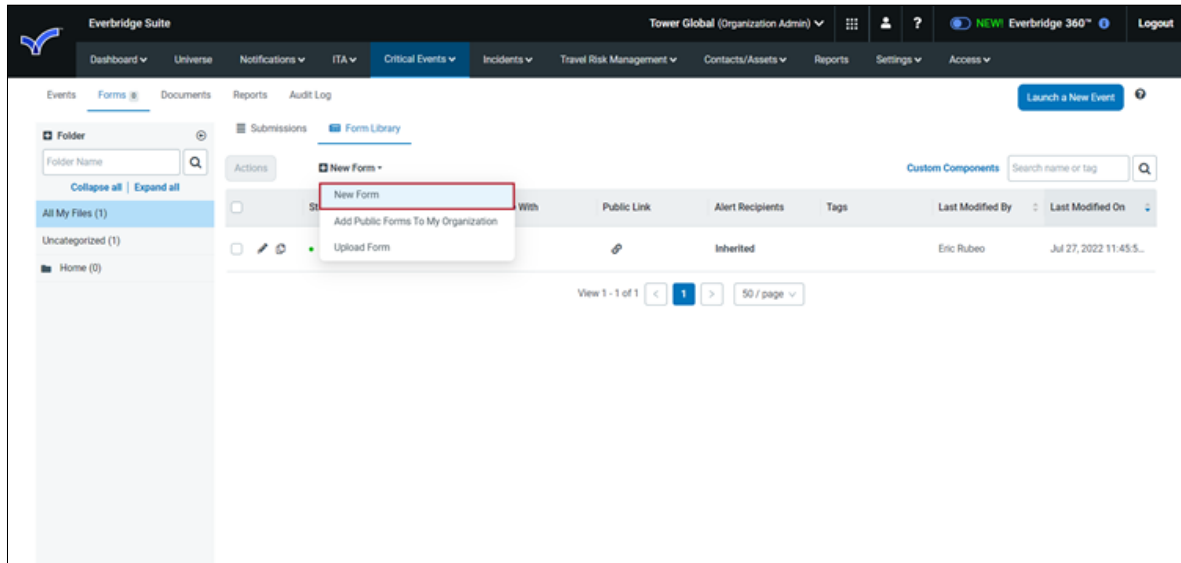 Everbridge Suite
Tower Global (Organization Admin)
?
NEW! Everbridge 360™
Logout
Dashboard
Universe
Notifications
ITA
Critical Events
Incidents
Travel Risk Management
Contacts/Assets
Reports
Settings
Access
Events
Forms 0
Documents
Reports
Audit Log
Launch a New Event
?
Folder
Folder Name
Collapse all | Expand all
All My Files (1)
Uncategorized (1)
Home (0)
Submissions
Form Library
Actions
New Form
Custom Components
Search name or tag
New Form
Add Public Forms To My Organization
Upload Form
St
With
Public Link
Alert Recipients
Tags
Last Modified By
Last Modified On
Inherited
Eric Rubeo
Jul 27, 2022 11:45:5...
View 1 - 1 of 1
<
1
>
50 / page